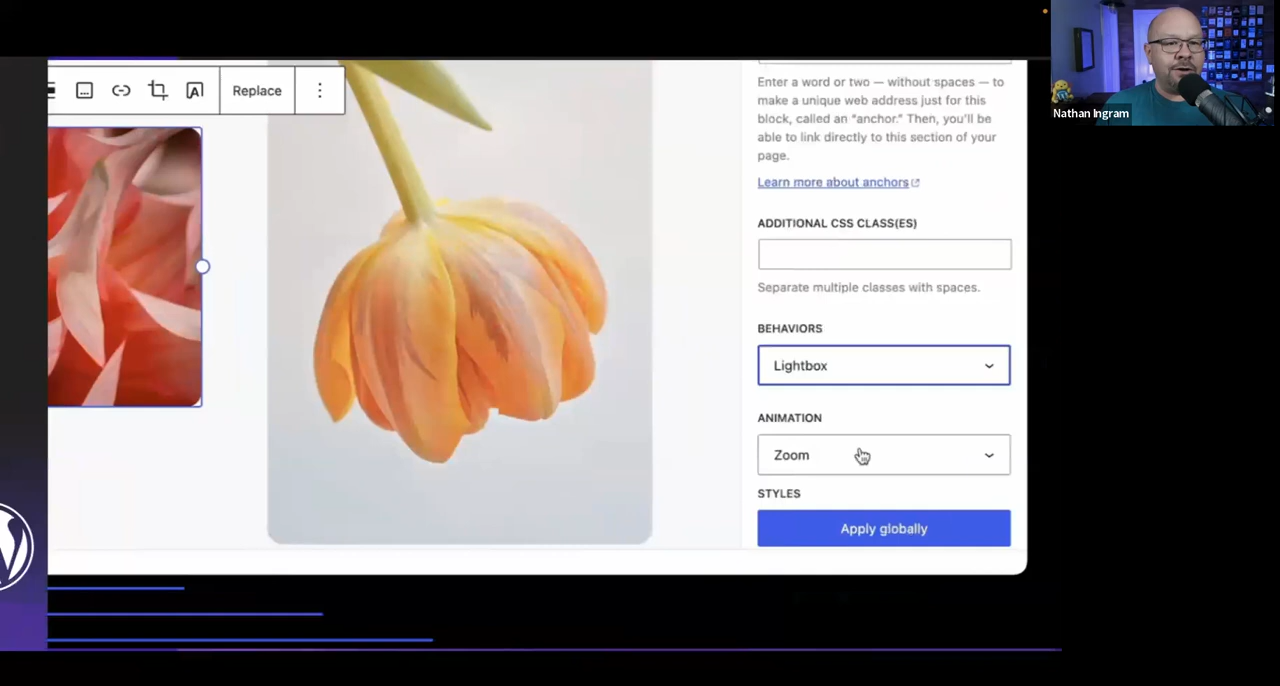 Nathan Ingram
Replace
Enter a word or two — without spaces — to
make a unique web address just for this
block, called an “anchor.” Then, you’ll be
able to link directly to this section of your
page.
Learn more about anchors
ADDITIONAL CSS CLASS(ES)
Separate multiple classes with spaces.
BEHAVIORS
Lightbox
ANIMATION
Zoom
STYLES
Apply globally